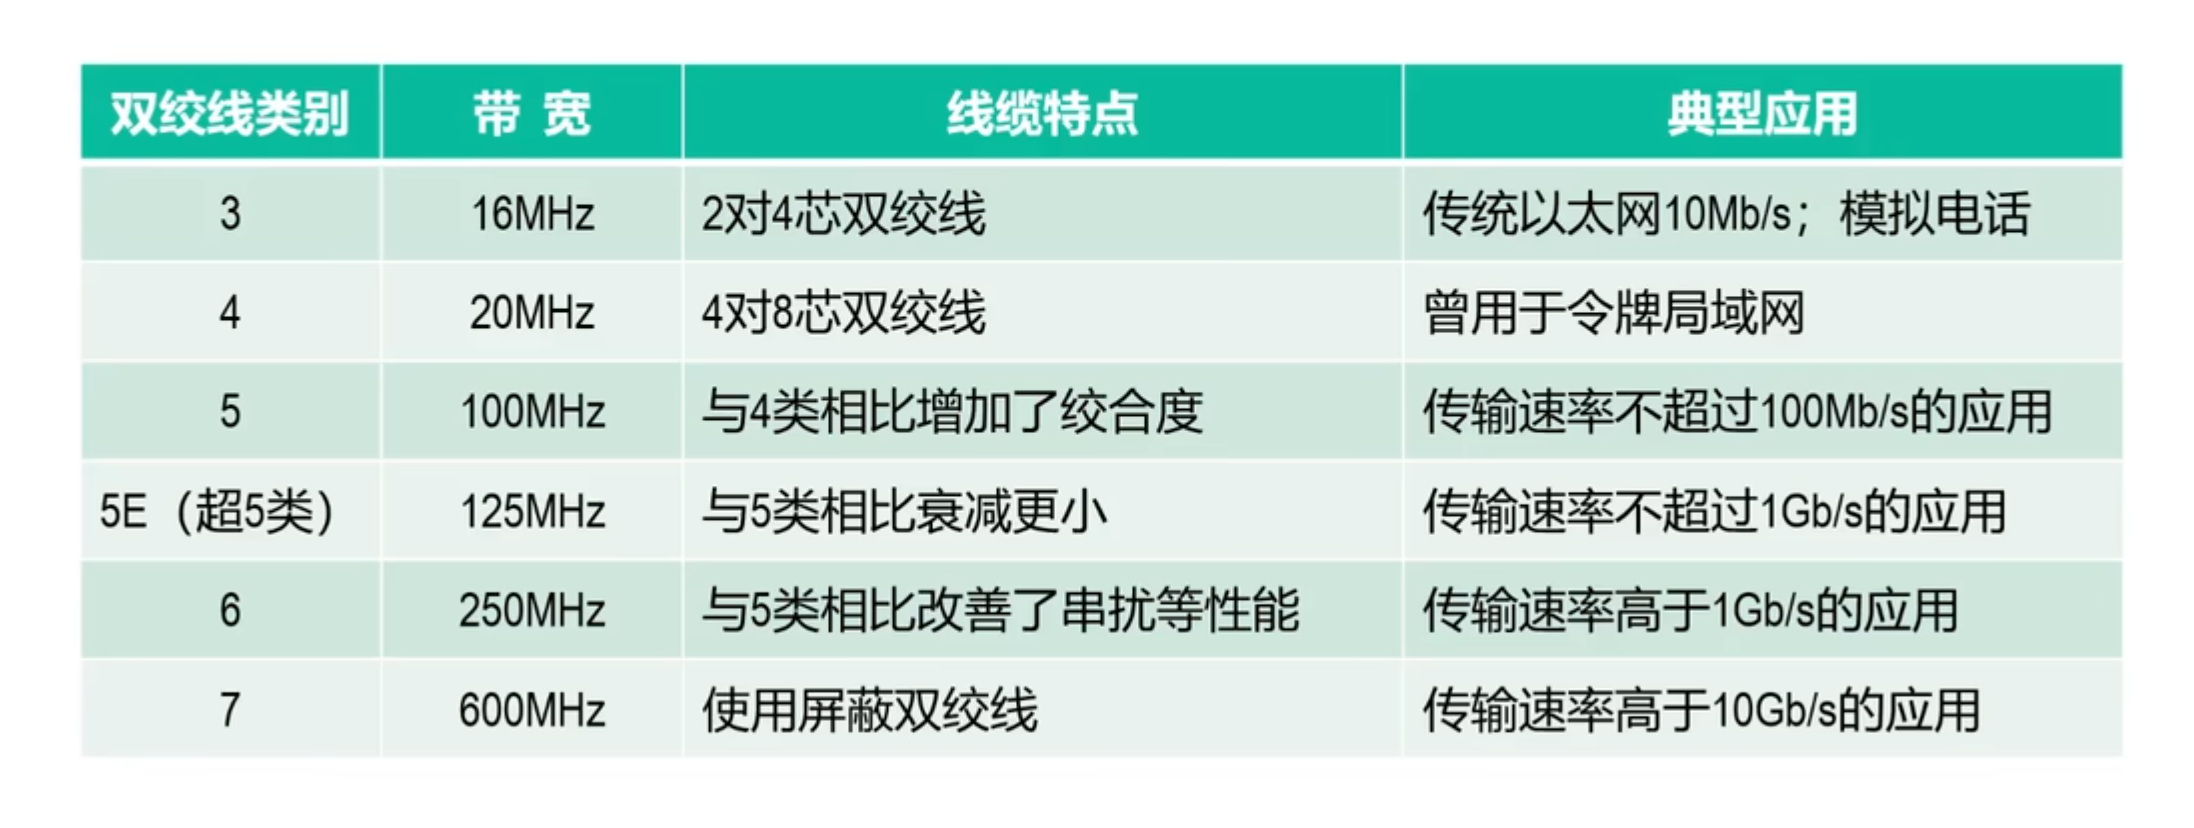 双绞线类别 带 宽 线缆特点 典型应用
3 16MHz 2对4芯双绞线 传统以太网10Mb/s；模拟电话
4 20MHz 4对8芯双绞线 曾用于令牌局域网
5 100MHz 与4类相比增加了绞合度 传输速率不超过100Mb/s的应用
5E（超5类） 125MHz 与5类相比衰减更小 传输速率不超过1Gb/s的应用
6 250MHz 与5类相比改善了串扰等性能 传输速率高于1Gb/s的应用
7 600MHz 使用屏蔽双绞线 传输速率高于10Gb/s的应用